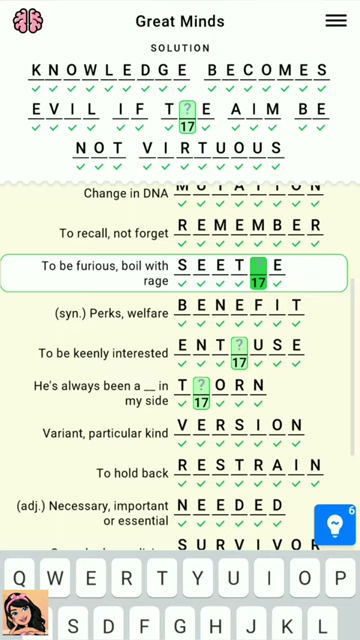 Great Minds
SOLUTION
KNOWLEDGE BECOMES
EVIL IF T?E AIM BE
17
NOT VIRTUOUS
Change in DNA MUTATION
To recall, not forget REMEMBER
To be furious, boil with rage SEET E
17
(syn.) Perks, welfare BENEFIT
To be keenly interested ENT?USE
17
He's always been a __ in my side T?ORN
17
Variant, particular kind VERSION
To hold back RESTRAIN
(adj.) Necessary, important or essential NEEDED
SURVIVOR
6
Q W E R T Y U I O P
S D F G H J K L